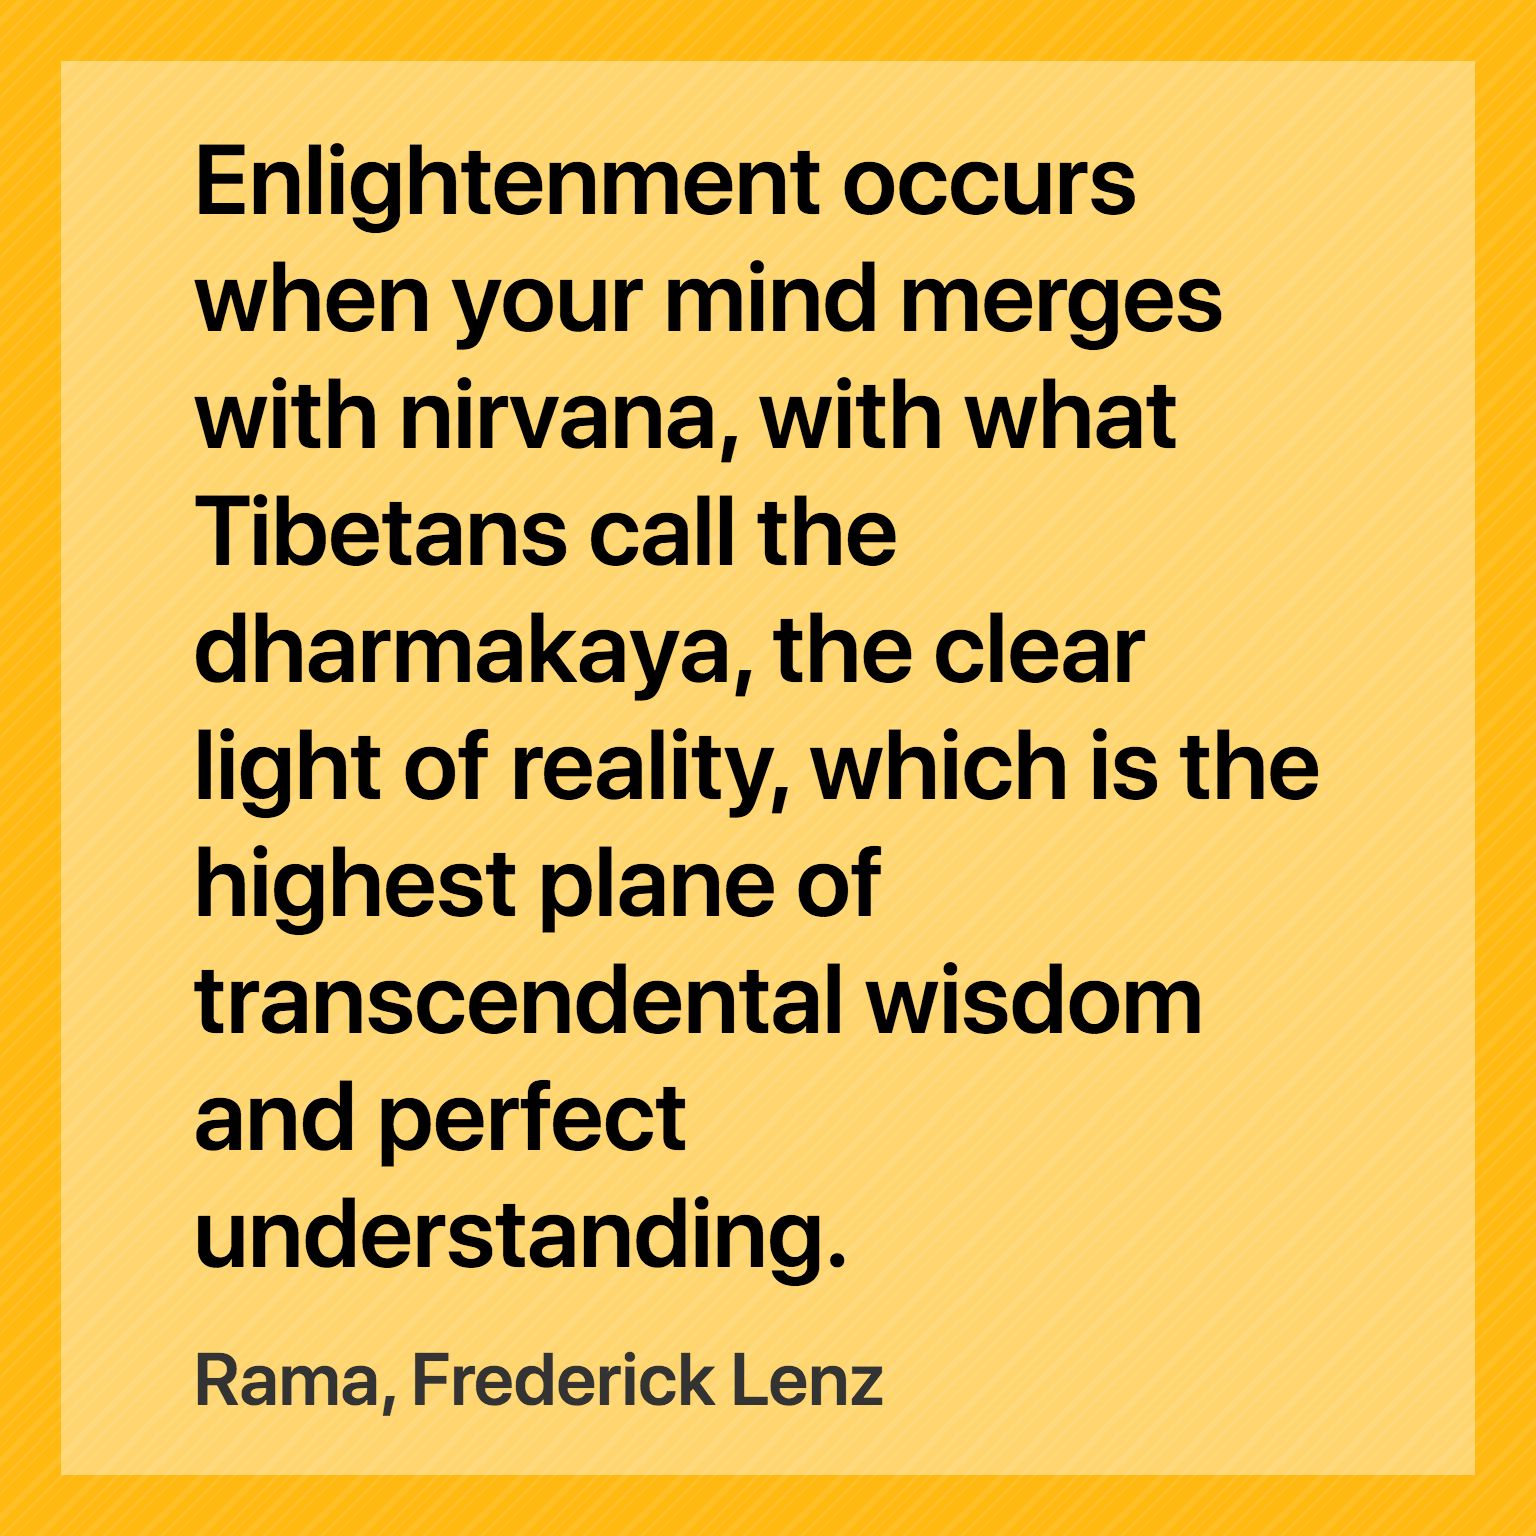 Enlightenment occurs
when your mind merges
with nirvana, with what
Tibetans call the
dharmakaya, the clear
light of reality, which is the
highest plane of
transcendental wisdom
and perfect
understanding.
Rama, Frederick Lenz